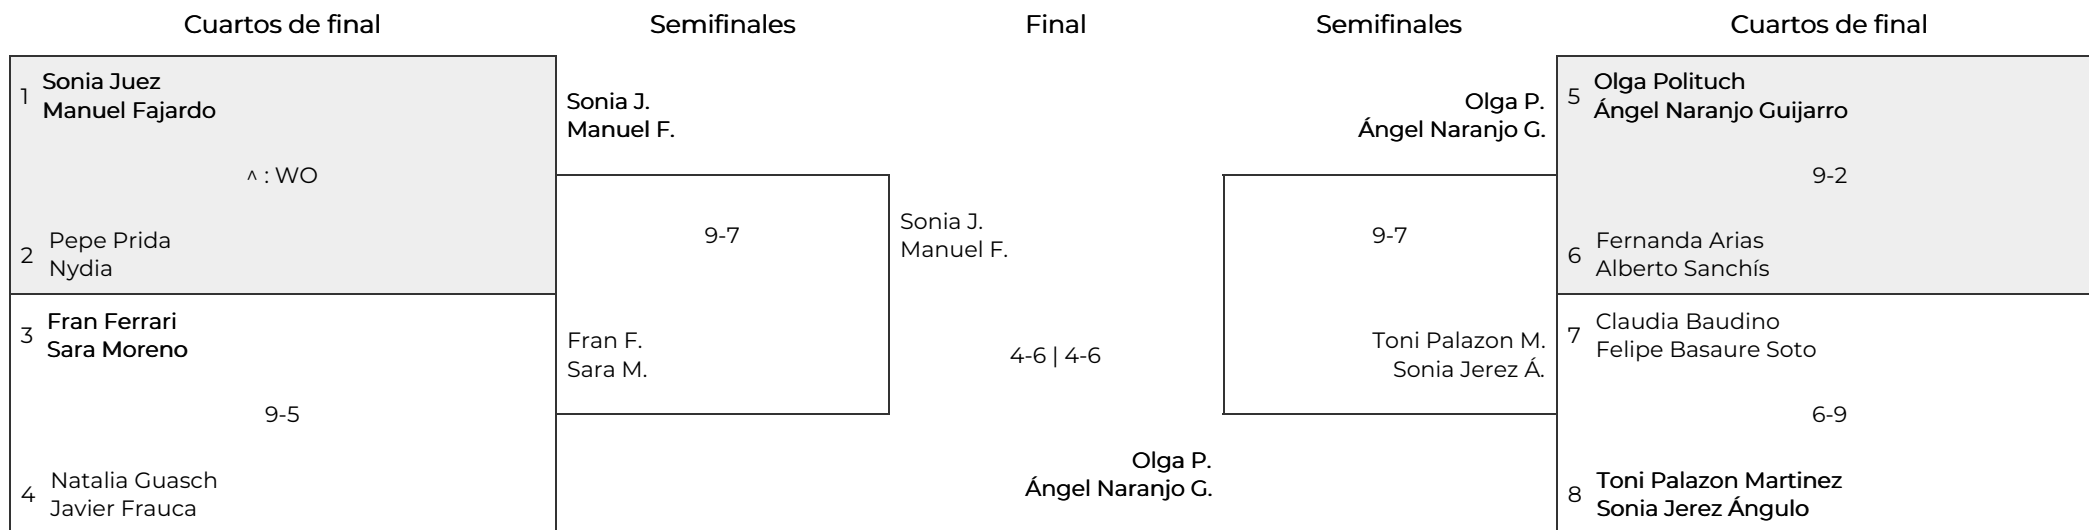 Cuartos de final
Semifinales
Final
Semifinales
Cuartos de final
1
Sonia Juez
Manuel Fajardo
^ : WO
2
Pepe Prida
Nydia
3
Fran Ferrari
Sara Moreno
9-5
4
Natalia Guasch
Javier Frauca
Sonia J.
Manuel F.
9-7
Fran F.
Sara M.
Sonia J.
Manuel F.
4-6 | 4-6
Olga P.
Ángel Naranjo G.
Olga P.
Ángel Naranjo G.
9-7
Toni Palazon M.
Sonia Jerez Á.
5
Olga Polituch
Ángel Naranjo Guijarro
9-2
6
Fernanda Arias
Alberto Sanchís
7
Claudia Baudino
Felipe Basaure Soto
6-9
8
Toni Palazon Martinez
Sonia Jerez Ángulo